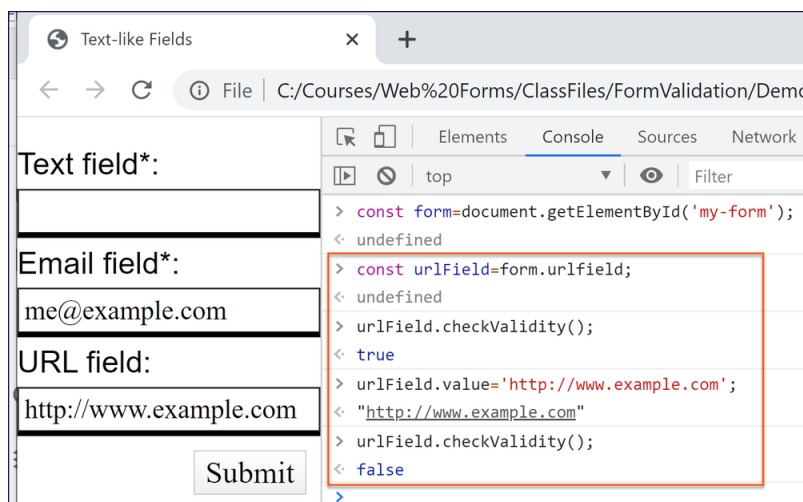 Text-like Fields
File C:/Courses/Web%20Forms/ClassFiles/FormValidation/Demo
Elements Console Sources Network
top Filter
Text field*:
Email field*:
me@example.com
URL field:
http://www.example.com
Submit
> const form=document.getElementById('my-form');
undefined
> const urlField=form.urlfield;
undefined
> urlField.checkValidity();
true
> urlField.value='http://www.example.com';
"http://www.example.com"
> urlField.checkValidity();
false
>